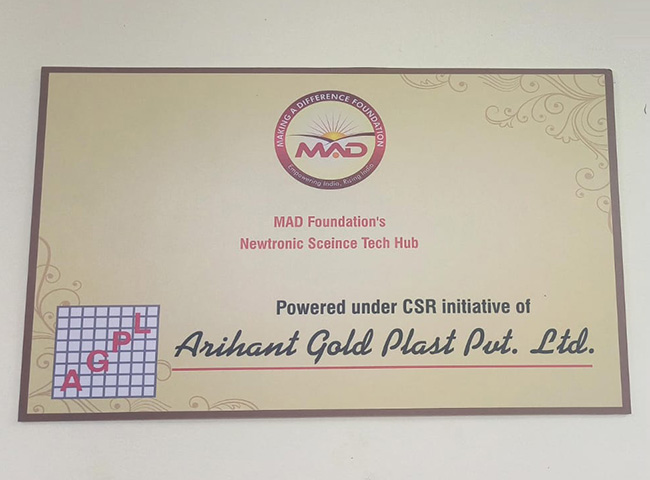 MAKING A DIFFERENCE FOUNDATION
MAD
Empowering India, Rising India
MAD Foundation's
Newtronic Sceince Tech Hub
Powered under CSR initiative of
AGPL
Arihant Gold Plast Pvt. Ltd.